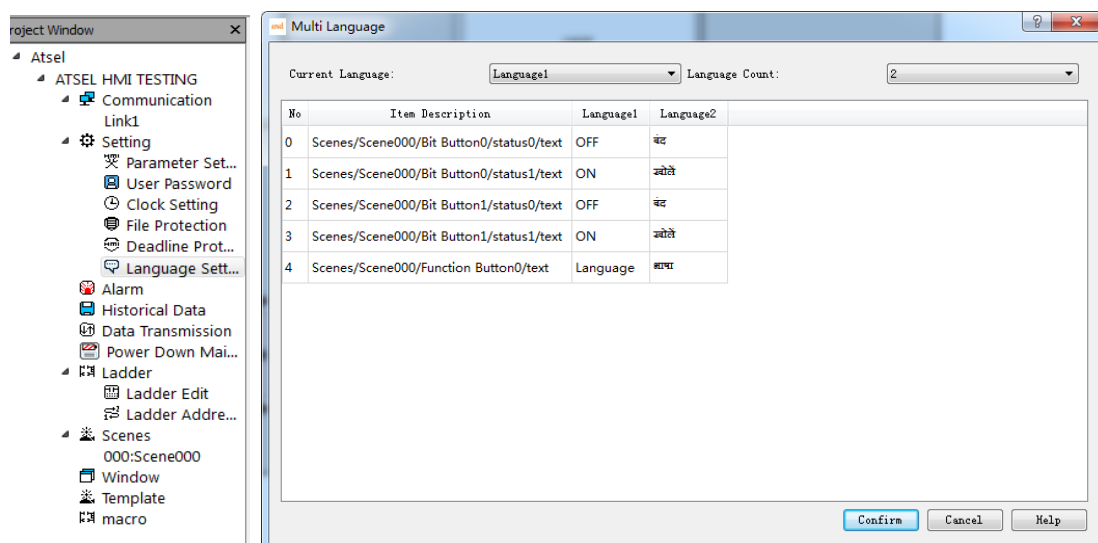 roject Window
Atsel
ATSEL HMI TESTING
Communication
Link1
Setting
Parameter Set...
User Password
Clock Setting
File Protection
Deadline Prot...
Language Sett...
Alarm
Historical Data
Data Transmission
Power Down Mai...
Ladder
Ladder Edit
Ladder Addre...
Scenes
000:Scene000
Window
Template
macro
Multi Language
Current Language: Language1 Language Count: 2
No Item Description Language1 Language2
0 Scenes/Scene000/Bit Button0/status0/text OFF बंद
1 Scenes/Scene000/Bit Button0/status1/text ON खोलें
2 Scenes/Scene000/Bit Button1/status0/text OFF बंद
3 Scenes/Scene000/Bit Button1/status1/text ON खोलें
4 Scenes/Scene000/Function Button0/text Language भाषा
Confirm Cancel Help